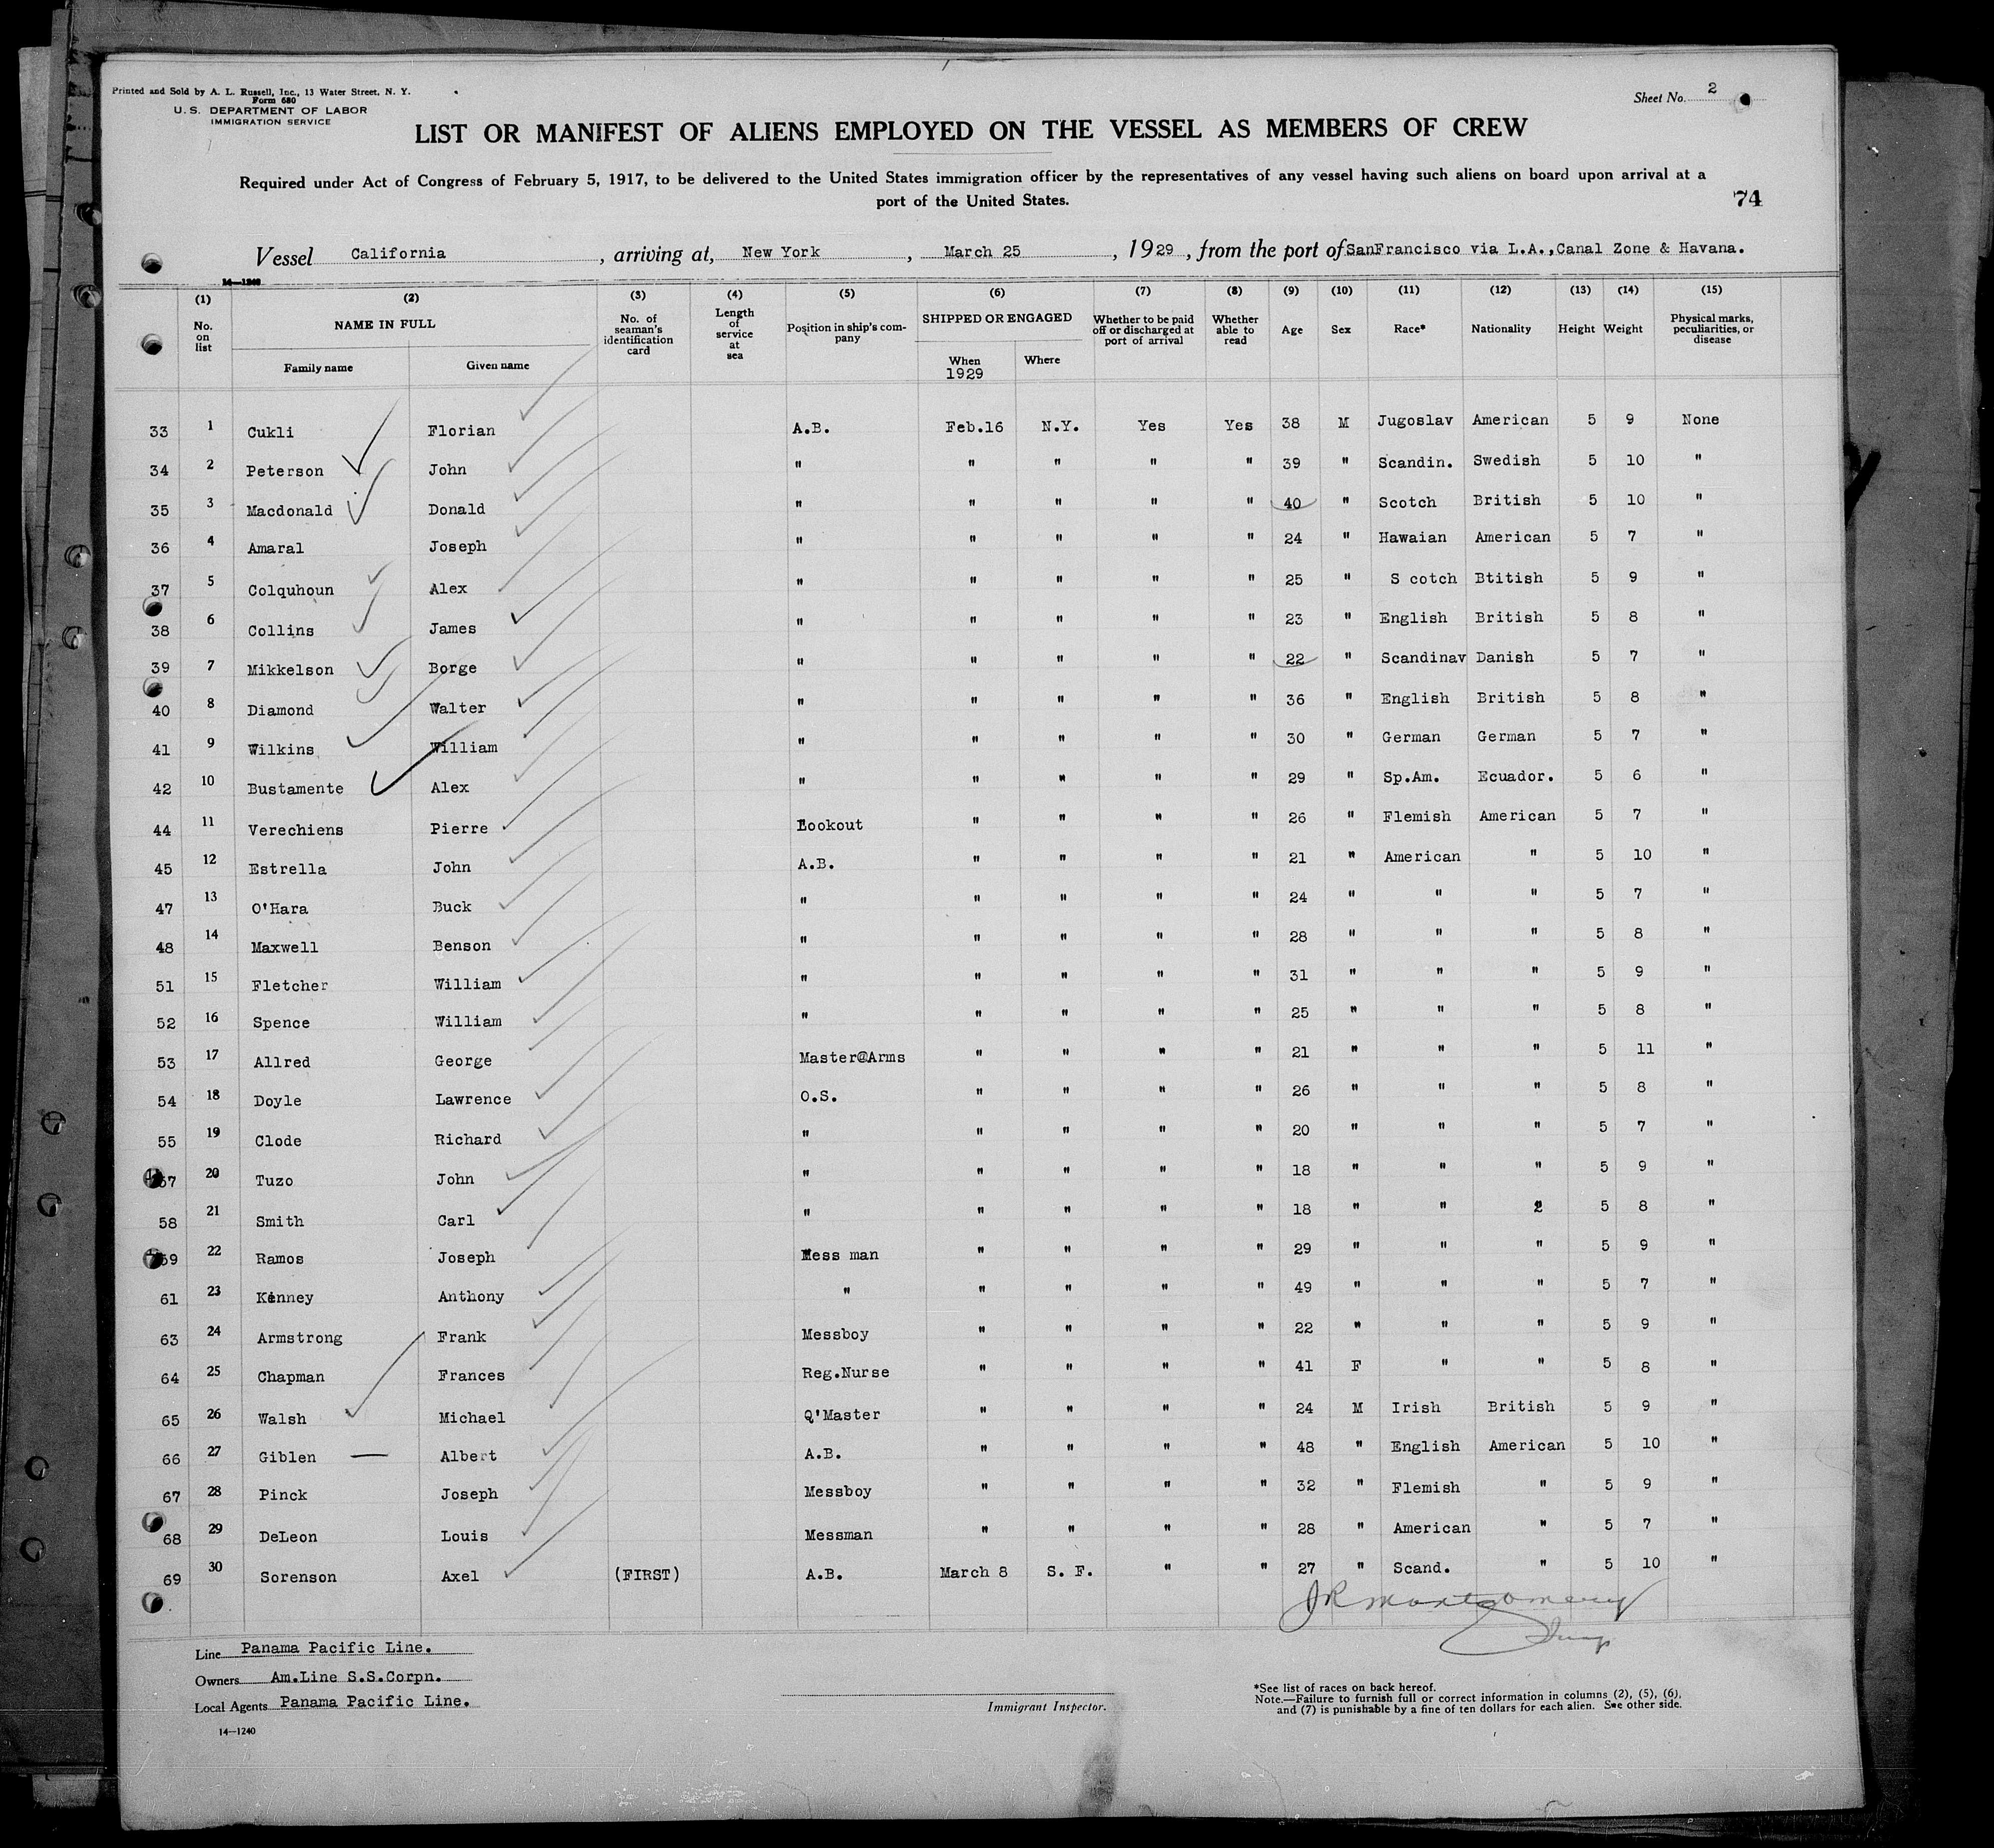 Printed and Sold by A. L. Russell, Inc., 13 Water Street, N. Y.
Form 680
U. S. DEPARTMENT OF LABOR
IMMIGRATION SERVICE
Sheet No. 2
LIST OR MANIFEST OF ALIENS EMPLOYED ON THE VESSEL AS MEMBERS OF CREW
Required under Act of Congress of February 5, 1917, to be delivered to the United States immigration officer by the representatives of any vessel having such aliens on board upon arrival at a
port of the United States.
74
Vessel California, arriving at, New York, March 25, 1929, from the port of SanFrancisco via L.A.,Canal Zone & Havana.
14—1240
(1) (2) (3) (4) (5) (6) (7) (8) (9) (10) (11) (12) (13) (14) (15)
No. on list NAME IN FULL Family name Given name No. of seaman's identification card Length of service at sea Position in ship's company SHIPPED OR ENGAGED When 1929 Where Whether to be paid off or discharged at port of arrival Whether able to read Age Sex Race* Nationality Height Weight Physical marks, peculiarities, or disease
33 1 Cukli Florian A.B. Feb.16 N.Y. Yes Yes 38 M Jugoslav American 5 9 None
34 2 Peterson John " " " " " 39 " Scandin. Swedish 5 10 "
35 3 Macdonald Donald " " " " " 40 " Scotch British 5 10 "
36 4 Amaral Joseph " " " " " 24 " Hawaian American 5 7 "
37 5 Colquhoun Alex " " " " " 25 " S cotch Btitish 5 9 "
38 6 Collins James " " " " " 23 " English British 5 8 "
39 7 Mikkelson Borge " " " " " 22 " Scandinav Danish 5 7 "
40 8 Diamond Walter " " " " " 36 " English British 5 8 "
41 9 Wilkins William " " " " " 30 " German German 5 7 "
42 10 Bustamente Alex " " " " " 29 " Sp.Am. Ecuador. 5 6 "
44 11 Verechiens Pierre Lookout " " " " 26 " Flemish American 5 7 "
45 12 Estrella John A.B. " " " " 21 " American " 5 10 "
47 13 O'Hara Buck " " " " " 24 " " " 5 7 "
48 14 Maxwell Benson " " " " " 28 " " " 5 8 "
51 15 Fletcher William " " " " " 31 " " " 5 9 "
52 16 Spence William " " " " " 25 " " " 5 8 "
53 17 Allred George Master@Arms " " " " 21 " " " 5 11 "
54 18 Doyle Lawrence O.S. " " " " 26 " " " 5 8 "
55 19 Clode Richard " " " " " 20 " " " 5 7 "
57 20 Tuzo John " " " " " 18 " " " 5 9 "
58 21 Smith Carl " " " " " 18 " " 2 5 8 "
59 22 Ramos Joseph Mess man " " " " 29 " " " 5 9 "
61 23 Kenney Anthony " " " " " 49 " " " 5 7 "
63 24 Armstrong Frank Messboy " " " " 22 " " " 5 9 "
64 25 Chapman Frances Reg.Nurse " " " " 41 F " " 5 8 "
65 26 Walsh Michael Q'Master " " " " 24 M Irish British 5 9 "
66 27 Giblen Albert A.B. " " " " 48 " English American 5 10 "
67 28 Pinck Joseph Messboy " " " " 32 " Flemish " 5 9 "
68 29 DeLeon Louis Messman " " " " 28 " American " 5 7 "
69 30 Sorenson Axel (FIRST) A.B. March 8 S. F. " " 27 " Scand. " 5 10 "
JR Montgomery
Line Panama Pacific Line.
Owners Am.Line S.S.Corpn.
Local Agents Panama Pacific Line.
14—1240
Immigrant Inspector.
*See list of races on back hereof.
Note.—Failure to furnish full or correct information in columns (2), (5), (6),
and (7) is punishable by a fine of ten dollars for each alien. See other side.